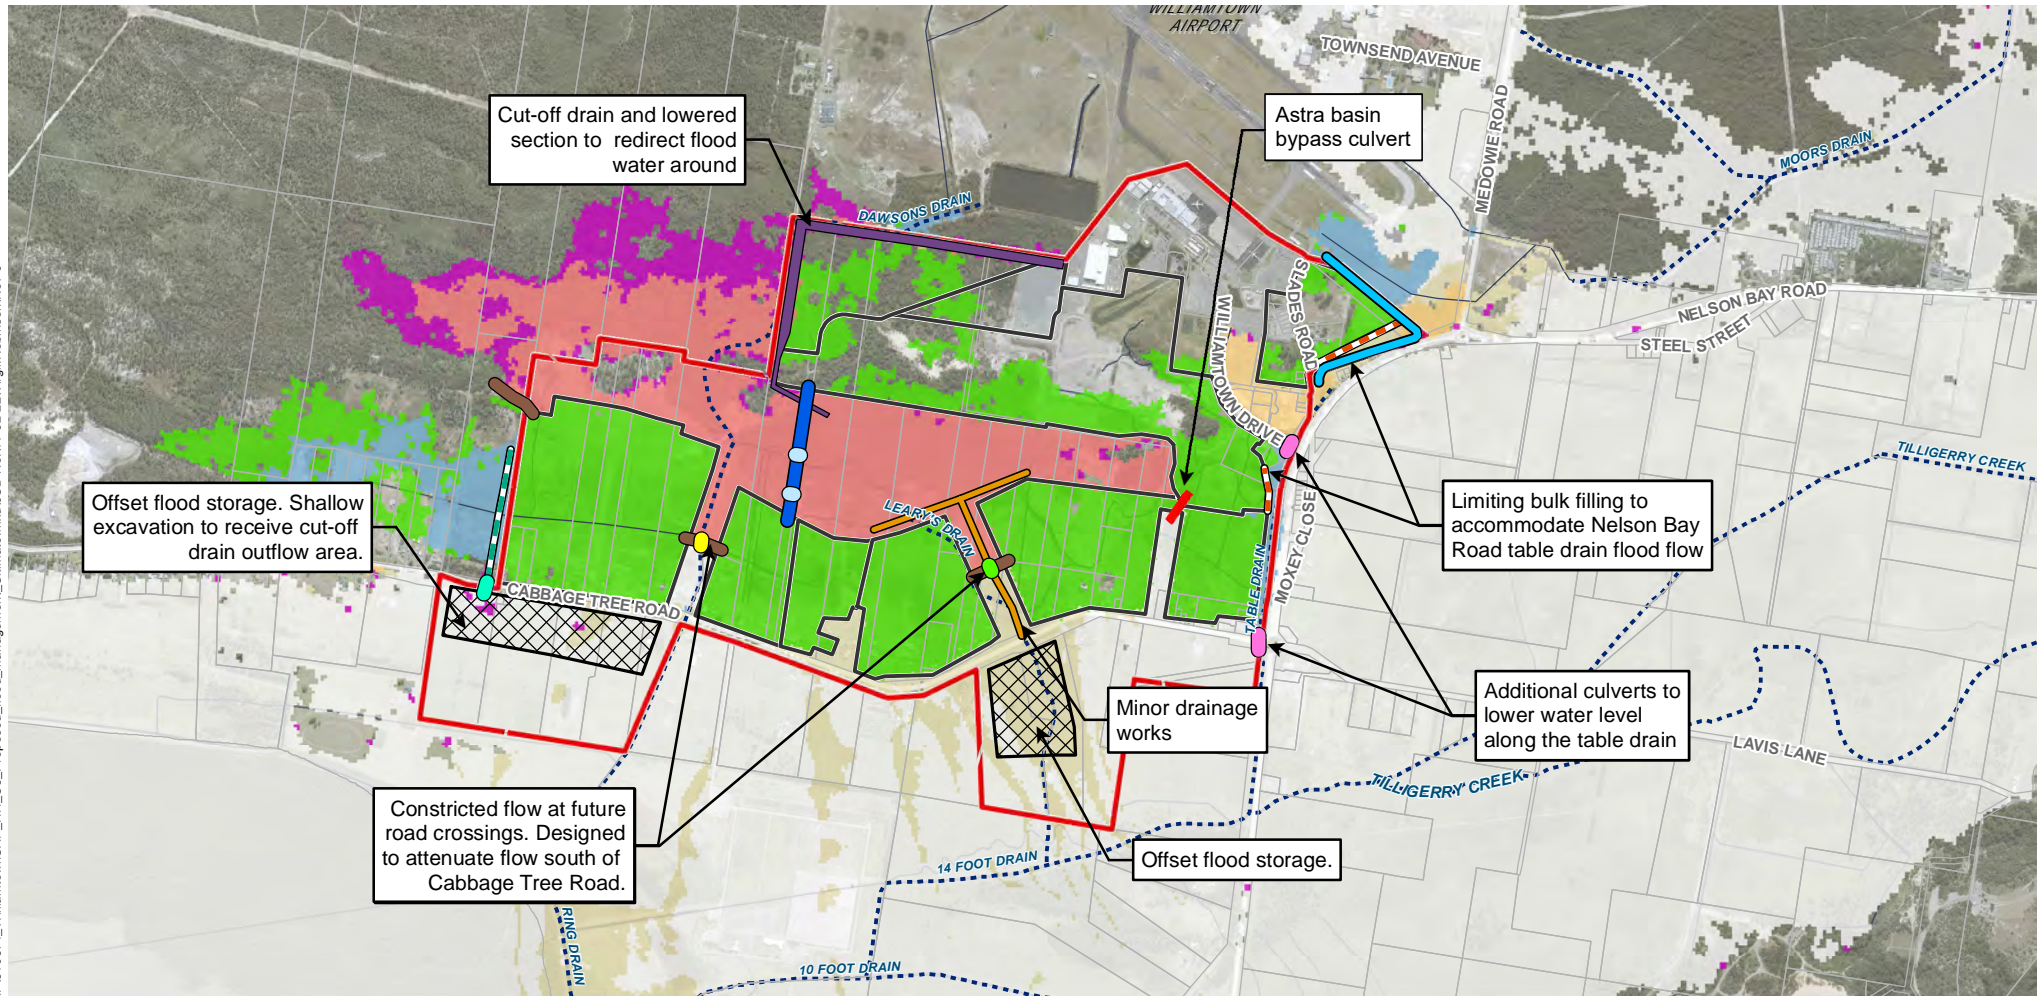 WILLIAMTOWN
AIRPORT
TOWNSEND AVENUE
MEDOWIE ROAD
MOORS DRAIN
Cut-off drain and lowered
section to redirect flood
water around
Astra basin
bypass culvert
DAWSONS DRAIN
SLADES ROAD
WILLIAMTOWN DRIVE
NELSON BAY ROAD
STEEL STREET
TILLIGERRY CREEK
Offset flood storage. Shallow
excavation to receive cut-off
drain outflow area.
LEARY'S DRAIN
Limiting bulk filling to
accommodate Nelson Bay
Road table drain flood flow
MOXEY CLOSE
TABLE DRAIN
CABBAGE TREE ROAD
Minor drainage
works
Additional culverts to
lower water level
along the table drain
LAVIS LANE
TILLIGERRY CREEK
Constricted flow at future
road crossings. Designed
to attenuate flow south of
Cabbage Tree Road.
Offset flood storage.
14 FOOT DRAIN
RING DRAIN
10 FOOT DRAIN